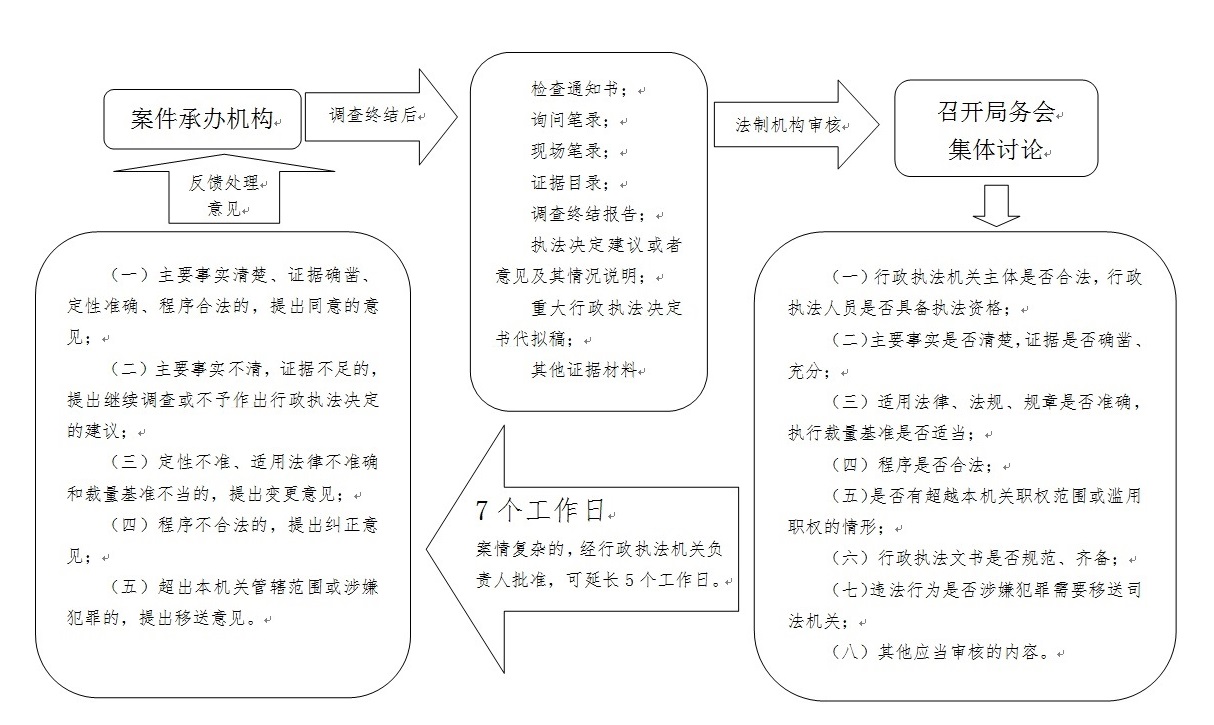 案件承办机构
调查终结后
检查通知书；
询问笔录；
现场笔录；
证据目录；
调查终结报告；
执法决定建议或者
意见及其情况说明；
重大行政执法决定
书代拟稿；
其他证据材料
法制机构审核
召开局务会
集体讨论
（一）行政执法机关主体是否合法，行政
执法人员是否具备执法资格；
（二）主要事实是否清楚，证据是否确凿、
充分；
（三）适用法律、法规、规章是否准确，
执行裁量基准是否适当；
（四）程序是否合法；
（五）是否有超越本机关职权范围或滥用
职权的情形；
（六）行政执法文书是否规范、齐备；
（七）违法行为是否涉嫌犯罪需要移送司
法机关；
（八）其他应当审核的内容。
7 个工作日
案情复杂的，经行政执法机关负
责人批准，可延长 5 个工作日。
（一）主要事实清楚、证据确凿、
定性准确、程序合法的，提出同意的意
见；
（二）主要事实不清，证据不足的，
提出继续调查或不予作出行政执法决定
的建议；
（三）定性不准、适用法律不准确
和裁量基准不当的，提出变更意见；
（四）程序不合法的，提出纠正意
见；
（五）超出本机关管辖范围或涉嫌
犯罪的，提出移送意见。
反馈处理
意见